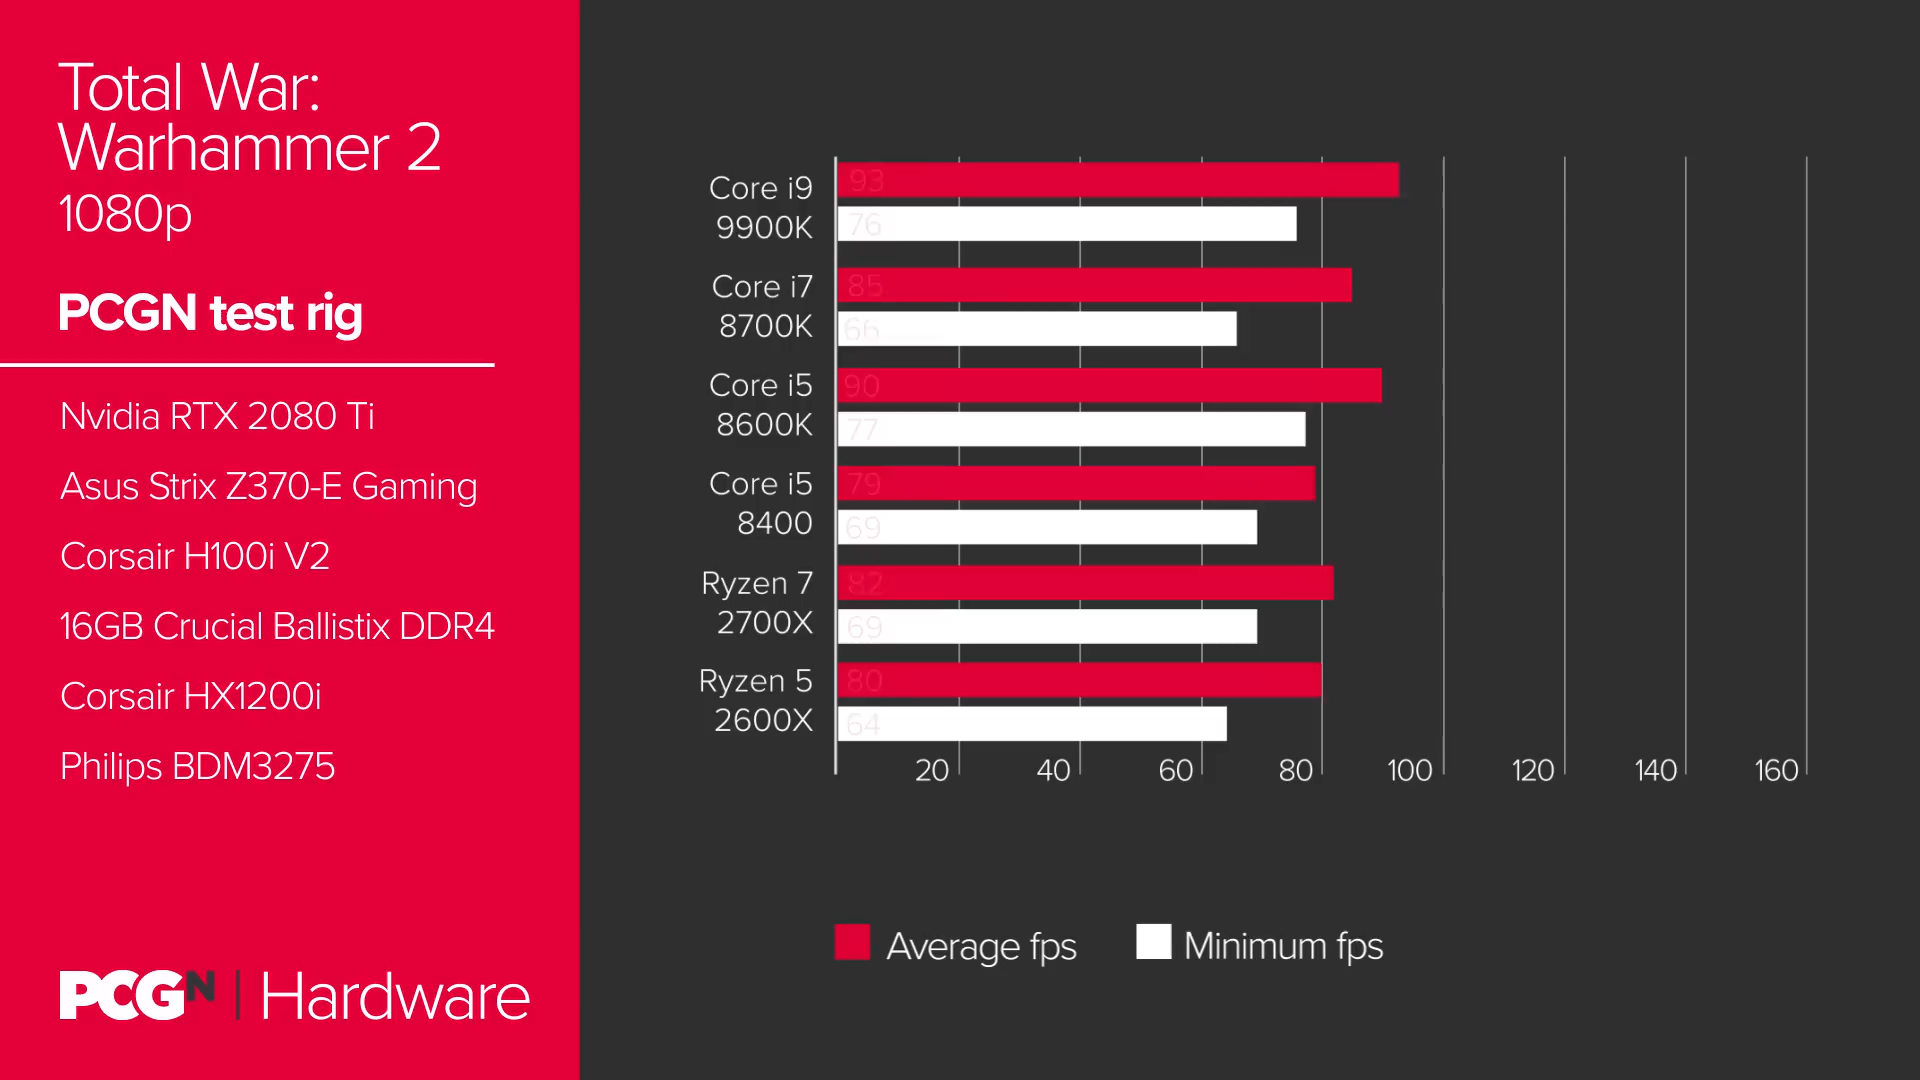 Total War:
Warhammer 2
1080p
PCGN test rig
Nvidia RTX 2080 Ti
Asus Strix Z370-E Gaming
Corsair H100i V2
16GB Crucial Ballistix DDR4
Corsair HX1200i
Philips BDM3275
PCGN | Hardware
Core i9
9900K
93
76
Core i7
8700K
85
66
Core i5
8600K
90
77
Core i5
8400
79
69
Ryzen 7
2700X
82
69
Ryzen 5
2600X
80
64
20 40 60 80 100 120 140 160
Average fps Minimum fps